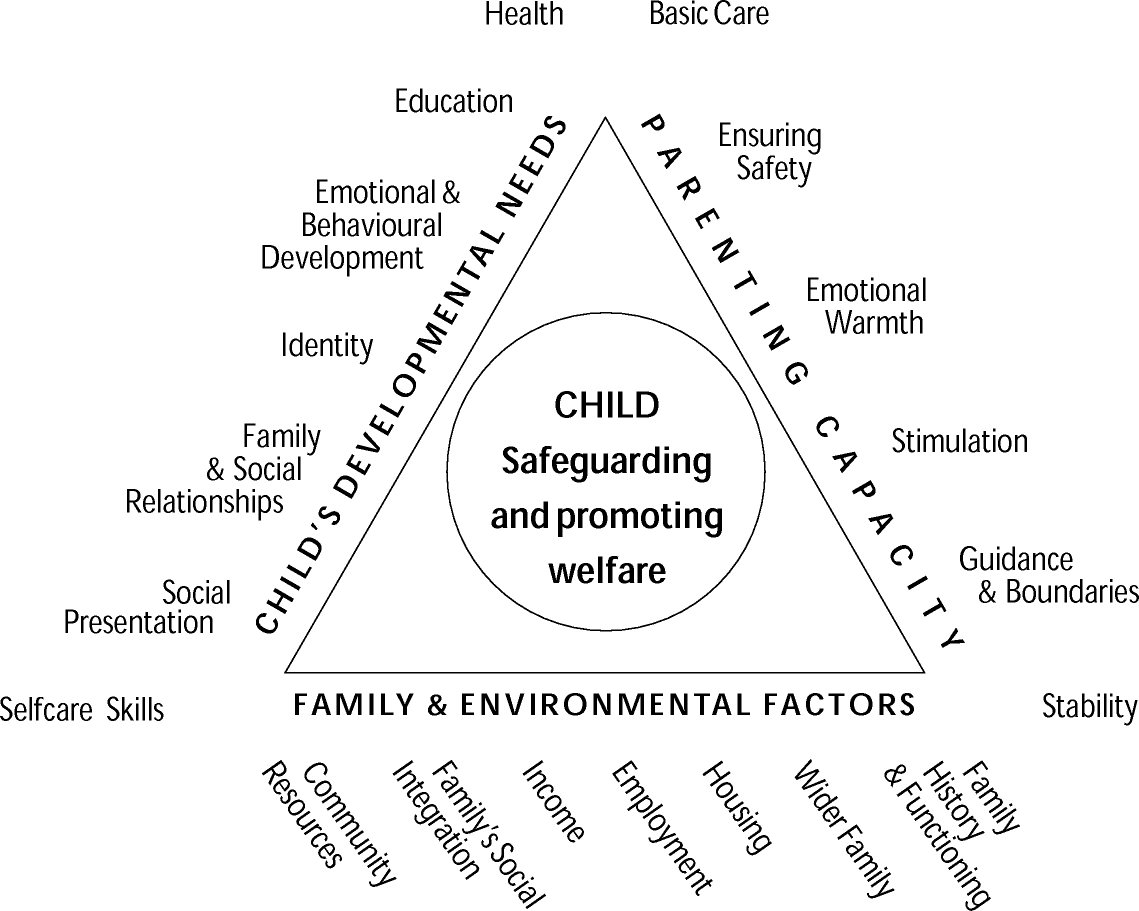 Health
Basic Care
Education
Ensuring
Safety
Emotional &
Behavioural
Development
Emotional
Warmth
Identity
Family
& Social
Relationships
Stimulation
Social
Presentation
Guidance
& Boundaries
Selfcare Skills
Stability
CHILD'S DEVELOPMENTAL NEEDS
PARENTING CAPACITY
CHILD
Safeguarding
and promoting
welfare
FAMILY & ENVIRONMENTAL FACTORS
Community
Resources
Family's Social
Integration
Income
Employment
Housing
Wider Family
Family
History
& Functioning